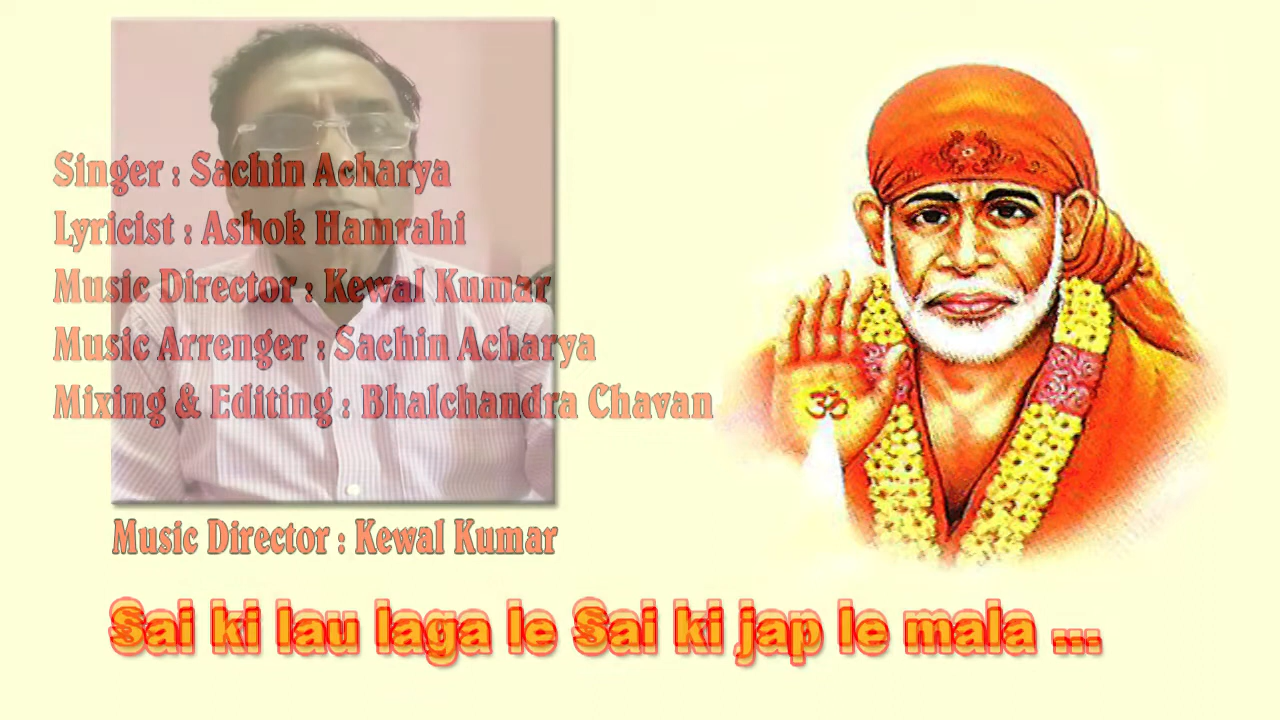 Singer : Sachin Acharya
Lyricist : Ashok Hamrahi
Music Director : Kewal Kumar
Music Arrenger : Sachin Acharya
Mixing & Editing : Bhalchandra Chavan
ॐ
Music Director : Kewal Kumar
Sai ki lau laga le Sai ki jap le mala ...